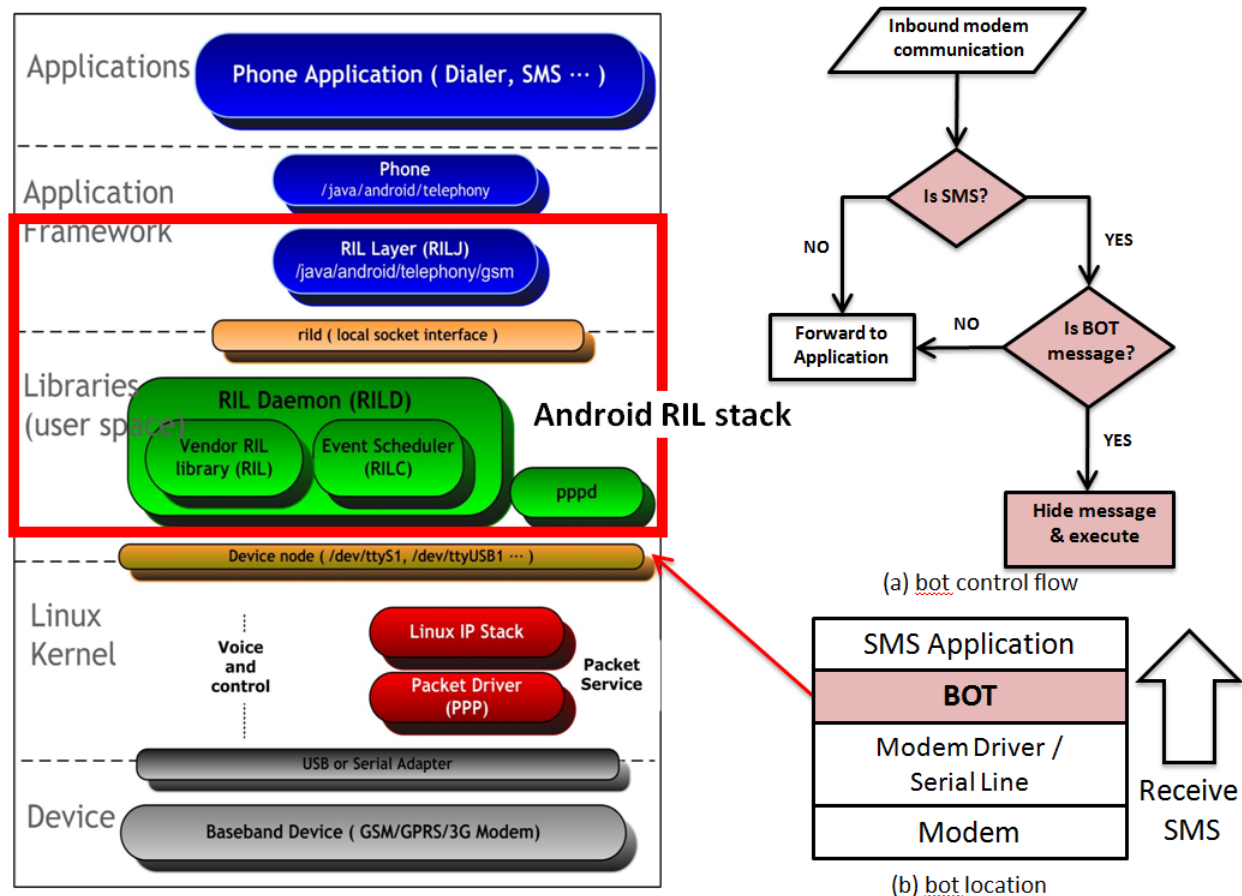 Applications
Phone Application ( Dialer, SMS ··· )
Application
Framework
Phone
/java/android/telephony
RIL Layer (RILJ)
/java/android/telephony/gsm
rild ( local socket interface )
Libraries
(user space)
RIL Daemon (RILD)
Vendor RIL
library (RIL)
Event Scheduler
(RILC)
pppd
Android RIL stack
Device node ( /dev/ttyS1, /dev/ttyUSB1 ··· )
Linux
Kernel
Voice
and
control
Linux IP Stack
Packet Driver
(PPP)
Packet
Service
USB or Serial Adapter
Device
Baseband Device ( GSM/GPRS/3G Modem)
Inbound modem
communication
Is SMS?
NO
YES
Forward to
Application
NO
Is BOT
message?
YES
Hide message
& execute
(a) bot control flow
SMS Application
BOT
Modem Driver /
Serial Line
Modem
Receive
SMS
(b) bot location